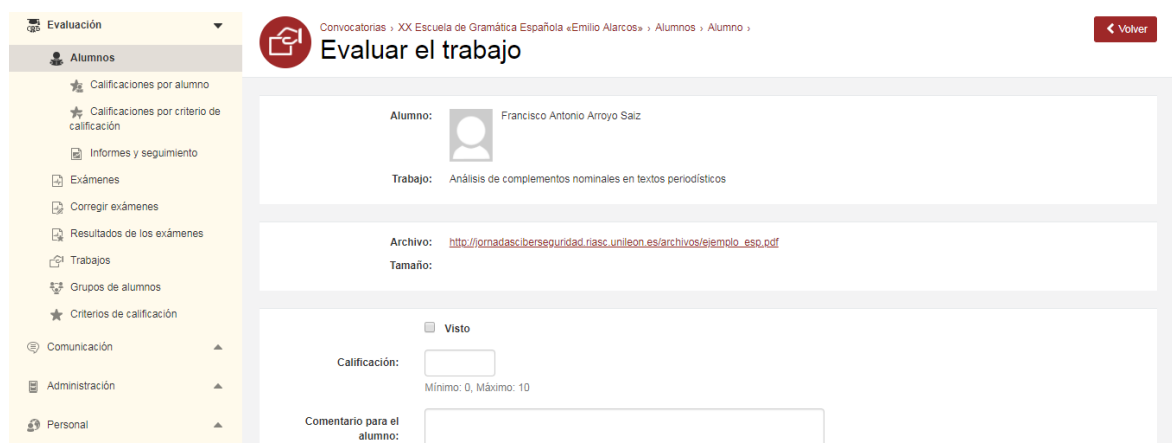 Evaluación
Alumnos
Calificaciones por alumno
Calificaciones por criterio de
calificación
Informes y seguimiento
Exámenes
Corregir exámenes
Resultados de los exámenes
Trabajos
Grupos de alumnos
Criterios de calificación
Comunicación
Administración
Personal
Convocatorias › XX Escuela de Gramática Española «Emilio Alarcos» › Alumnos › Alumno ›
Evaluar el trabajo
Volver
Alumno: Francisco Antonio Arroyo Saiz
Trabajo: Análisis de complementos nominales en textos periodísticos
Archivo: http://jornadasciberseguridad.riasc.unileon.es/archivos/ejemplo_esp.pdf
Tamaño:
Visto
Calificación:
Mínimo: 0, Máximo: 10
Comentario para el
alumno: